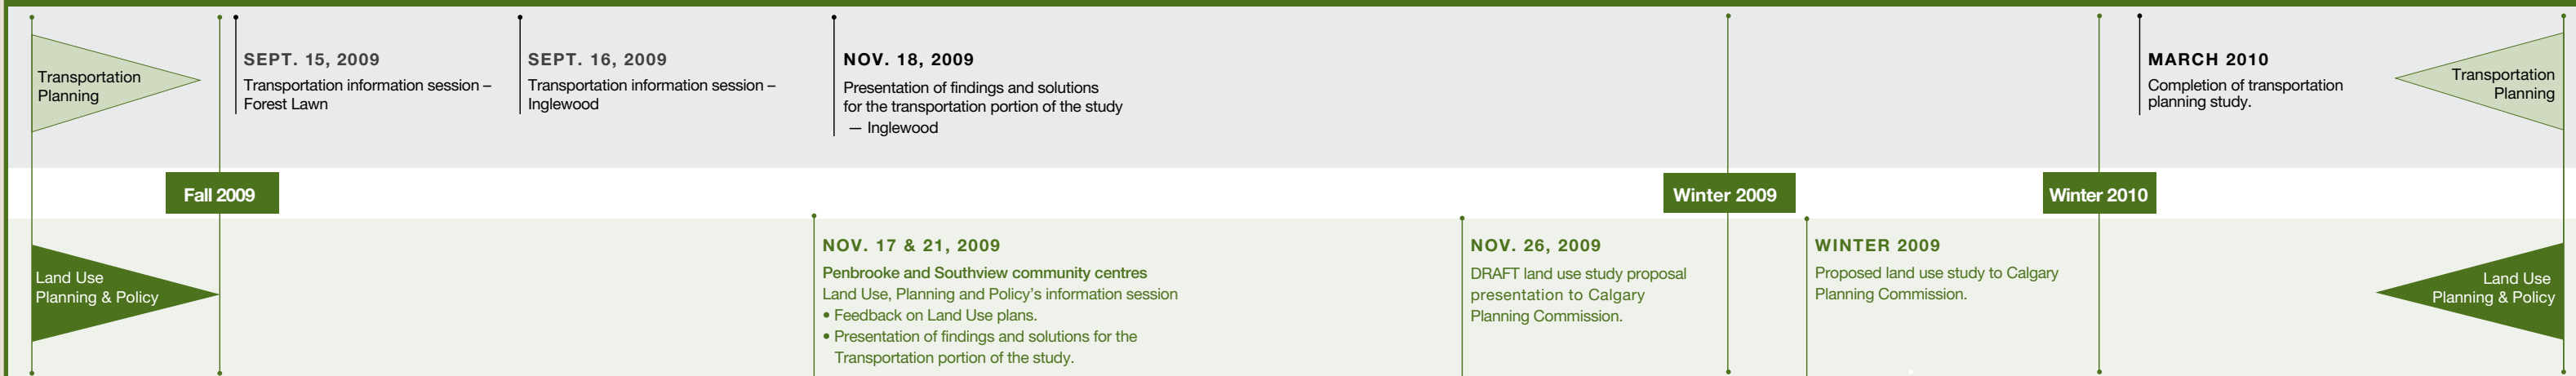 Transportation
Planning
SEPT. 15, 2009
Transportation information session –
Forest Lawn
SEPT. 16, 2009
Transportation information session –
Inglewood
NOV. 18, 2009
Presentation of findings and solutions
for the transportation portion of the study
— Inglewood
MARCH 2010
Completion of transportation
planning study.
Transportation
Planning
Fall 2009
Winter 2009
Winter 2010
Land Use
Planning & Policy
NOV. 17 & 21, 2009
Penbrooke and Southview community centres
Land Use, Planning and Policy’s information session
• Feedback on Land Use plans.
• Presentation of findings and solutions for the
Transportation portion of the study.
NOV. 26, 2009
DRAFT land use study proposal
presentation to Calgary
Planning Commission.
WINTER 2009
Proposed land use study to Calgary
Planning Commission.
Land Use
Planning & Policy